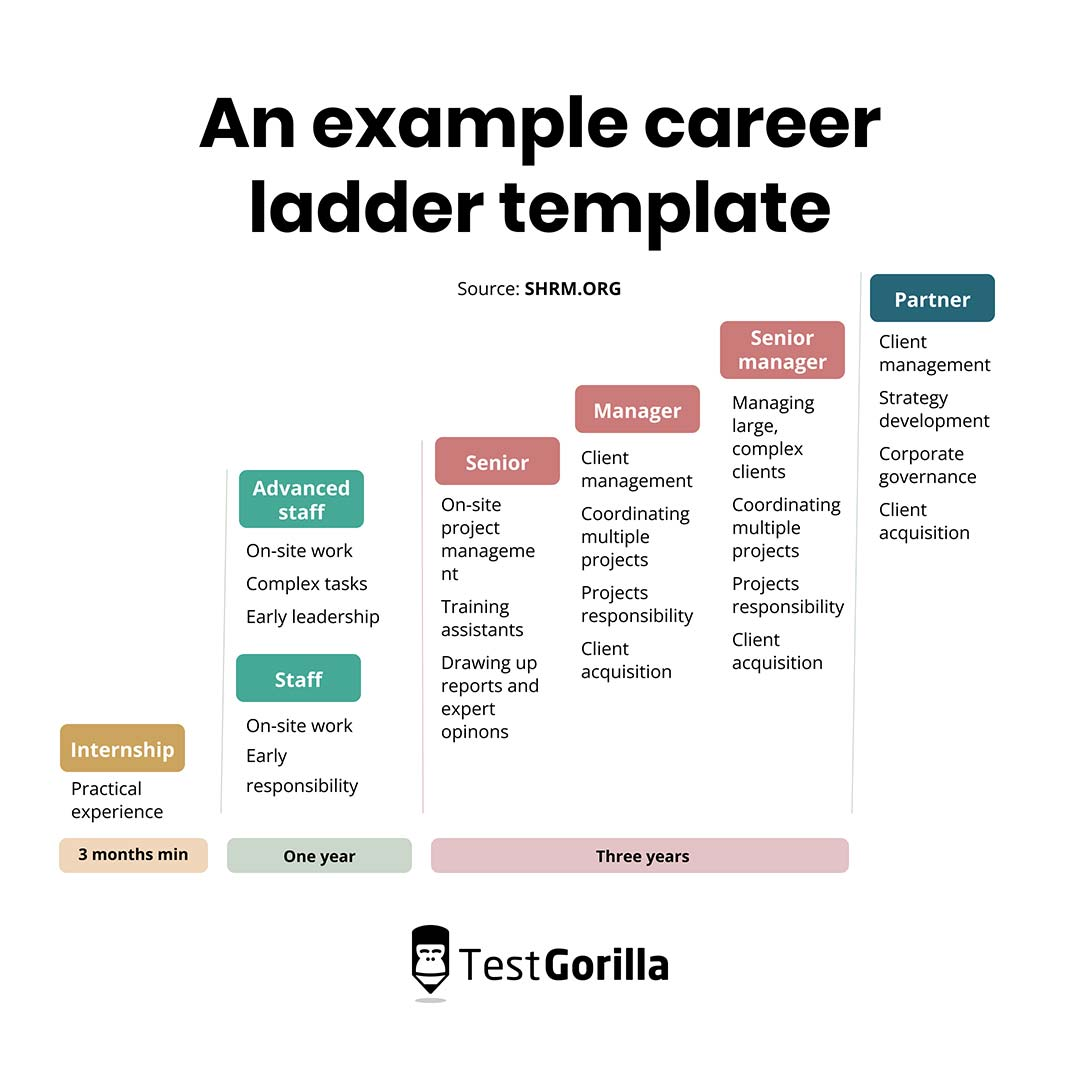 An example career
ladder template
Source: SHRM.ORG
Internship
Practical
experience
3 months min
Advanced
staff
On-site work
Complex tasks
Early leadership
Staff
On-site work
Early
responsibility
One year
Senior
On-site
project
manageme
nt
Training
assistants
Drawing up
reports and
expert
opinons
Manager
Client
management
Coordinating
multiple
projects
Projects
responsibility
Client
acquisition
Senior
manager
Managing
large,
complex
clients
Coordinating
multiple
projects
Projects
responsibility
Client
acquisition
Three years
Partner
Client
management
Strategy
development
Corporate
governance
Client
acquisition
TestGorilla